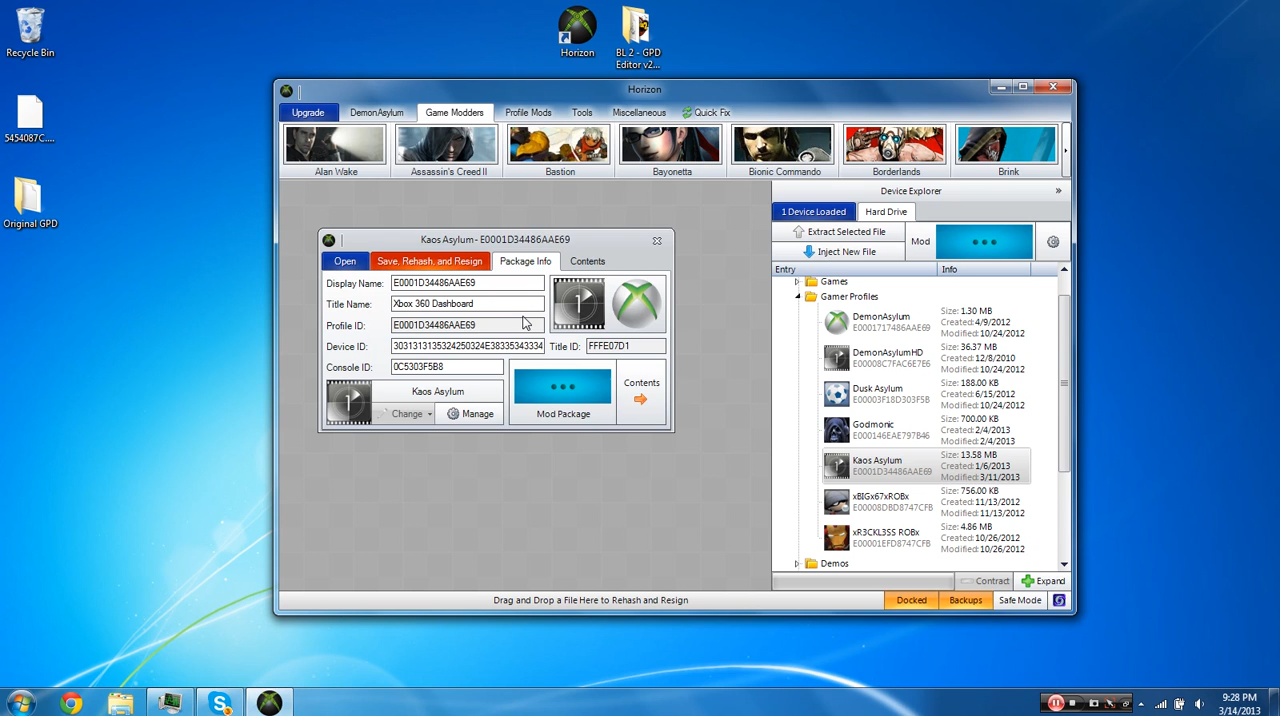 Recycle Bin
5454087C....
Original GPD
Horizon
BL 2 - GPD
Editor v2...
Horizon
Upgrade
DemonAsylum
Game Modders
Profile Mods
Tools
Miscellaneous
Quick Fix
Alan Wake
Assassin's Creed II
Bastion
Bayonetta
Bionic Commando
Borderlands
Brink
Kaos Asylum - E0001D34486AAE69
Open
Save, Rehash, and Resign
Package Info
Contents
Display Name: E0001D34486AAE69
Title Name: Xbox 360 Dashboard
Profile ID: E0001D34486AAE69
Device ID: 3031313135324250324E38335343334
Title ID: FFFE07D1
Console ID: 0C5303F5B8
Kaos Asylum
Change
Manage
Mod Package
Contents
Device Explorer
»
1 Device Loaded
Hard Drive
Extract Selected File
Inject New File
Mod
Entry
Info
Games
Gamer Profiles
DemonAsylum
E0001717486AAE69
Size: 1.30 MB
Created: 4/9/2012
Modified: 10/24/2012
DemonAsylumHD
E00008C7FAC6E7E6
Size: 36.37 MB
Created: 12/8/2010
Modified: 10/24/2012
Dusk Asylum
E00003F18D303F5B
Size: 188.00 KB
Created: 6/15/2012
Modified: 10/24/2012
Godmonic
E000146EAE797B46
Size: 700.00 KB
Created: 2/4/2013
Modified: 2/4/2013
Kaos Asylum
E0001D34486AAE69
Size: 13.58 MB
Created: 1/6/2013
Modified: 3/11/2013
xBIGx67xROBx
E00008DBD8747CFB
Size: 756.00 KB
Created: 11/13/2012
Modified: 11/13/2012
xR3CKL3SS ROBx
E00001EFD8747CFB
Size: 4.86 MB
Created: 10/26/2012
Modified: 10/26/2012
Demos
Contract
Expand
Drag and Drop a File Here to Rehash and Resign
Docked
Backups
Safe Mode
9:28 PM
3/14/2013